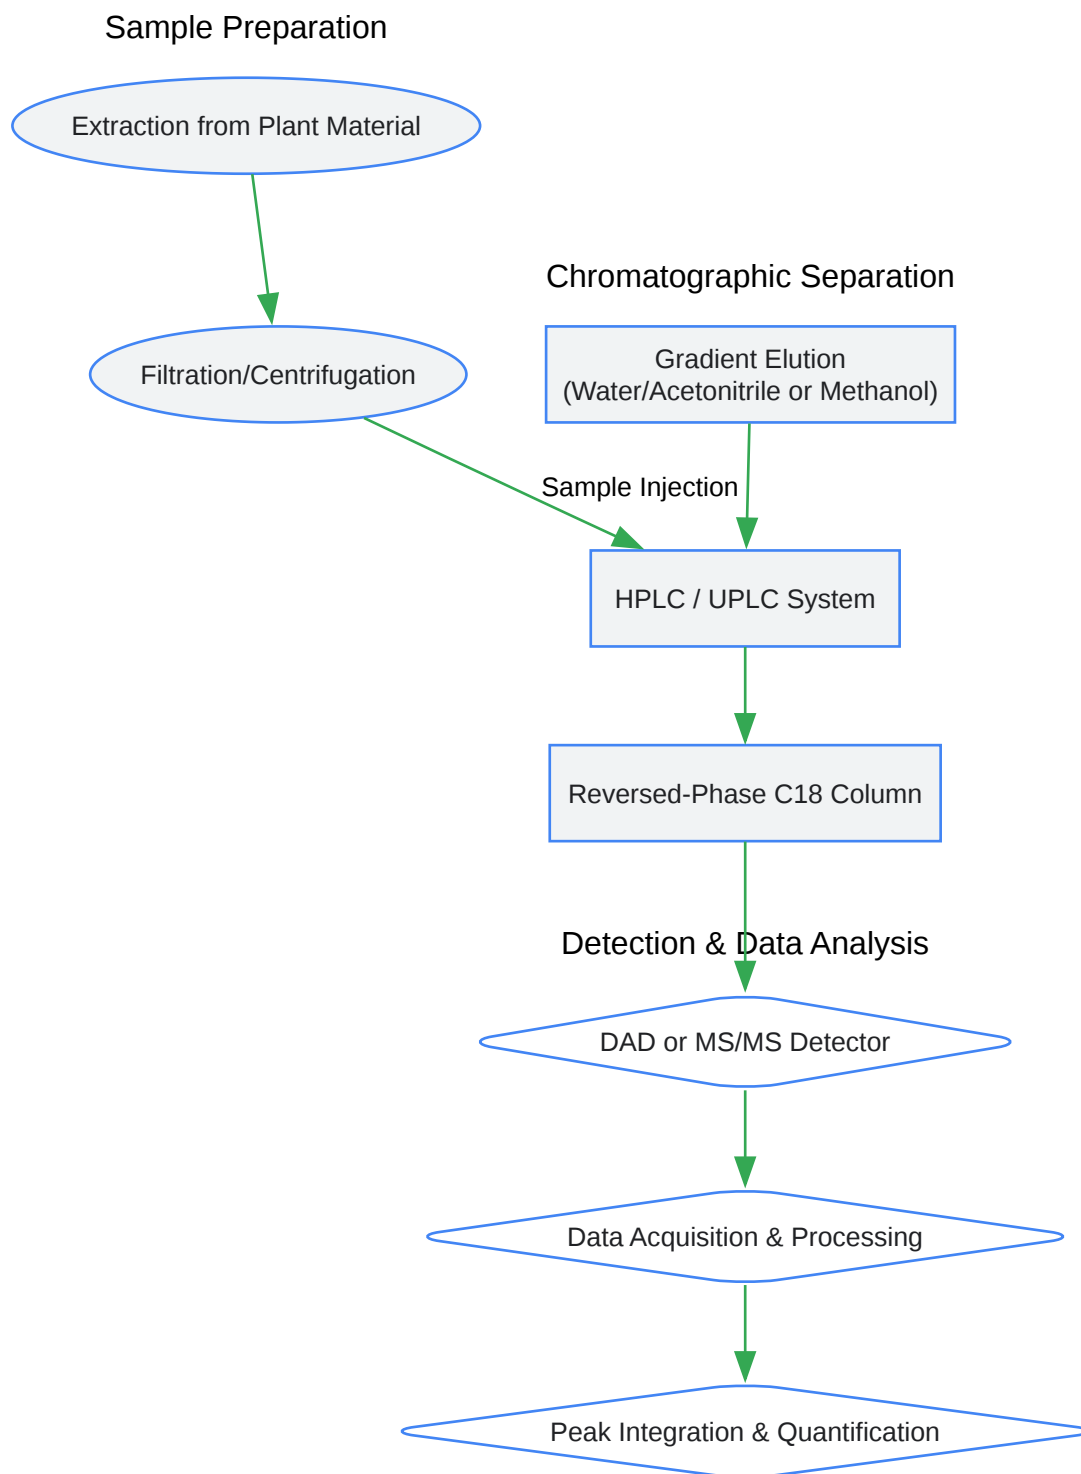 Sample Preparation
Extraction from Plant Material
Filtration/Centrifugation
Chromatographic Separation
Gradient Elution
(Water/Acetonitrile or Methanol)
Sample Injection
HPLC / UPLC System
Reversed-Phase C18 Column
Detection & Data Analysis
DAD or MS/MS Detector
Data Acquisition & Processing
Peak Integration & Quantification